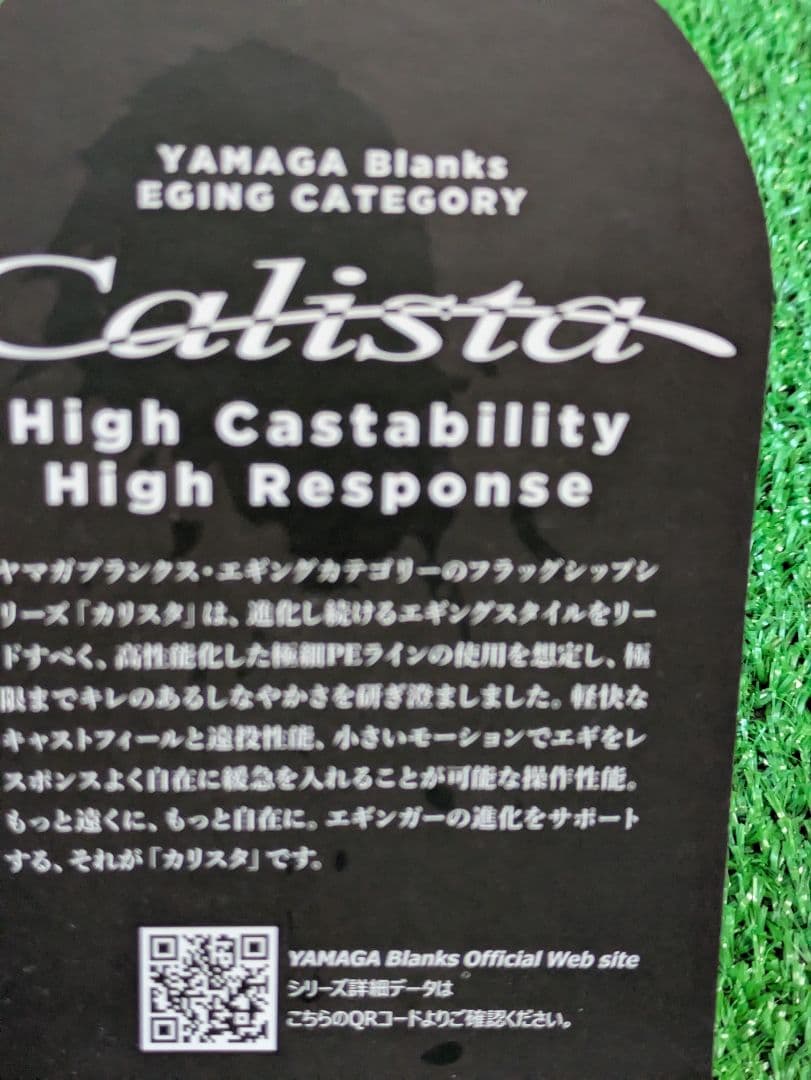 YAMAGA Blanks
EGING CATEGORY
Calista
High Castability
High Response
ヤマガブランクス・エギングカテゴリーのフラッグシップシ
リーズ「カリスタ」は、進化し続けるエギングスタイルをリー
ドすべく、高性能化した極細PEラインの使用を想定し、極
限までキレのあるしなやかさを研ぎ澄ましました。軽快な
キャストフィールと遠投性能、小さいモーションでエギをレ
スポンスよく自在に緩急を入れることが可能な操作性能。
もっと遠くに、もっと自在に。エギンガーの進化をサポート
する、それが「カリスタ」です。
YAMAGA Blanks Official Web site
シリーズ詳細データは
こちらのQRコードよりご確認ください。